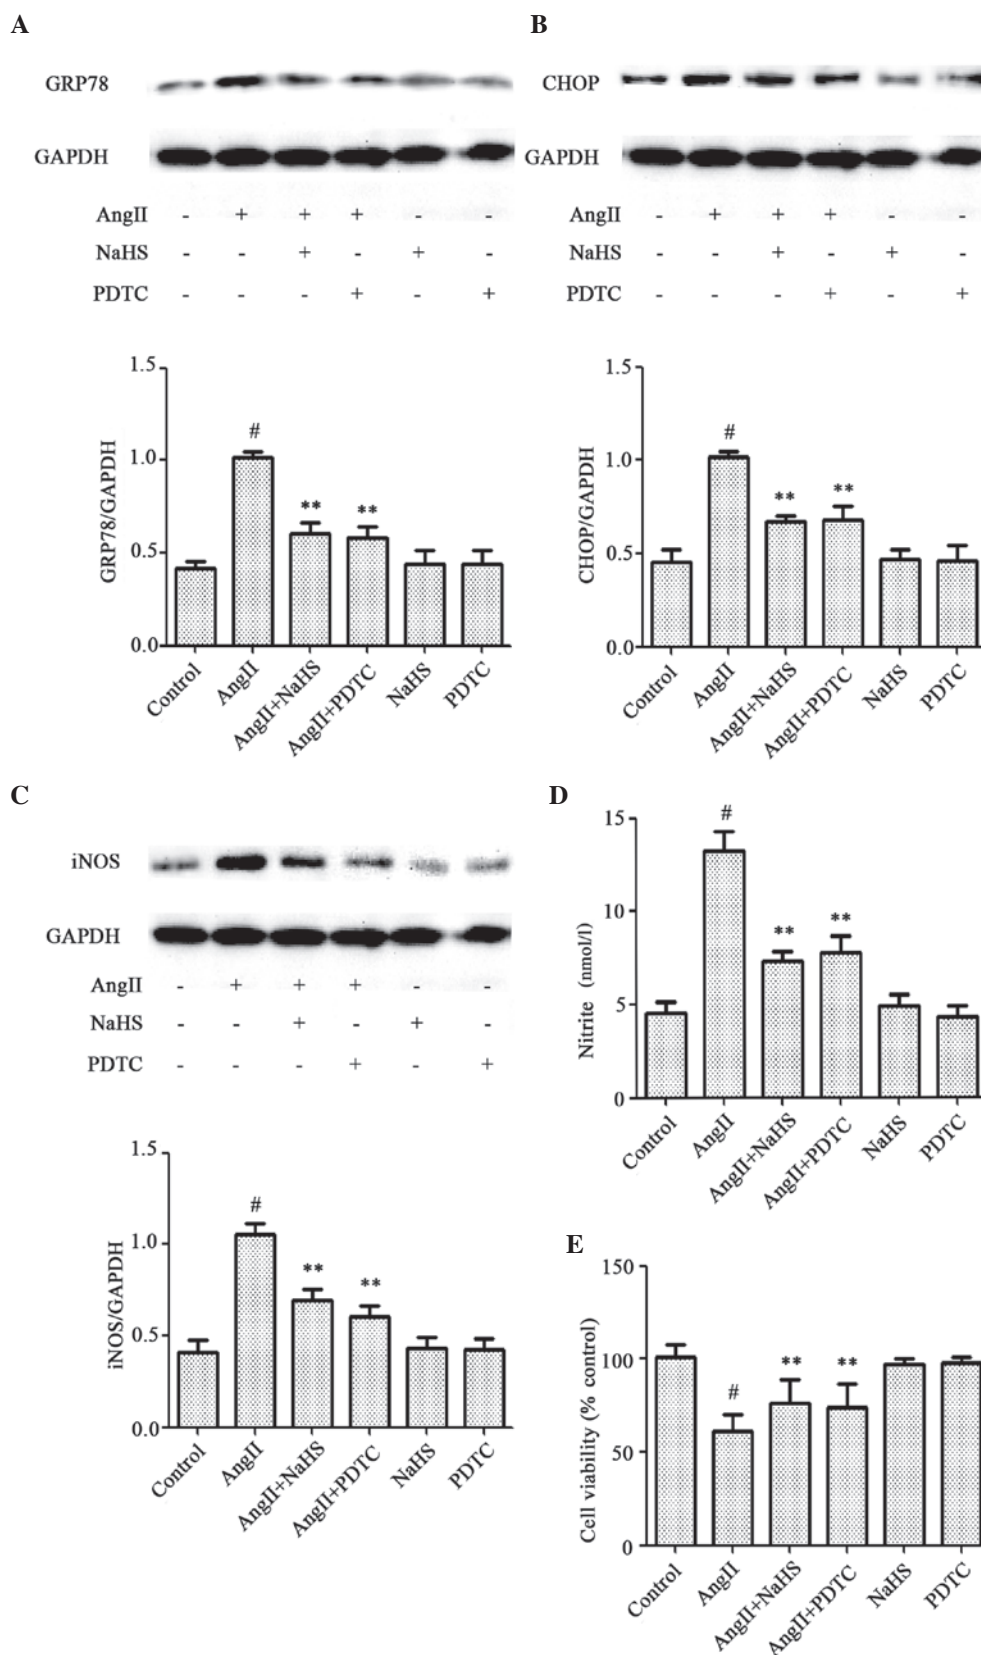 A
GRP78
GAPDH
AngII - + + + - -
NaHS - - + - + -
PDTC - - - + - +
1.5
1.0
0.5
0.0
GRP78/GAPDH
#
**
**
Control
AngII
AngII+NaHS
AngII+PDTC
NaHS
PDTC
B
CHOP
GAPDH
AngII - + + + - -
NaHS - - + - + -
PDTC - - - + - +
1.5
1.0
0.5
0.0
CHOP/GAPDH
#
**
**
Control
AngII
AngII+NaHS
AngII+PDTC
NaHS
PDTC
C
iNOS
GAPDH
AngII - + + + - -
NaHS - - + - + -
PDTC - - - + - +
1.5
1.0
0.5
0.0
iNOS/GAPDH
#
**
**
Control
AngII
AngII+NaHS
AngII+PDTC
NaHS
PDTC
D
15
10
5
0
Nitrite (nmol/l)
#
**
**
Control
AngII
AngII+NaHS
AngII+PDTC
NaHS
PDTC
E
150
100
50
0
Cell viability (% control)
#
**
**
Control
AngII
AngII+NaHS
AngII+PDTC
NaHS
PDTC